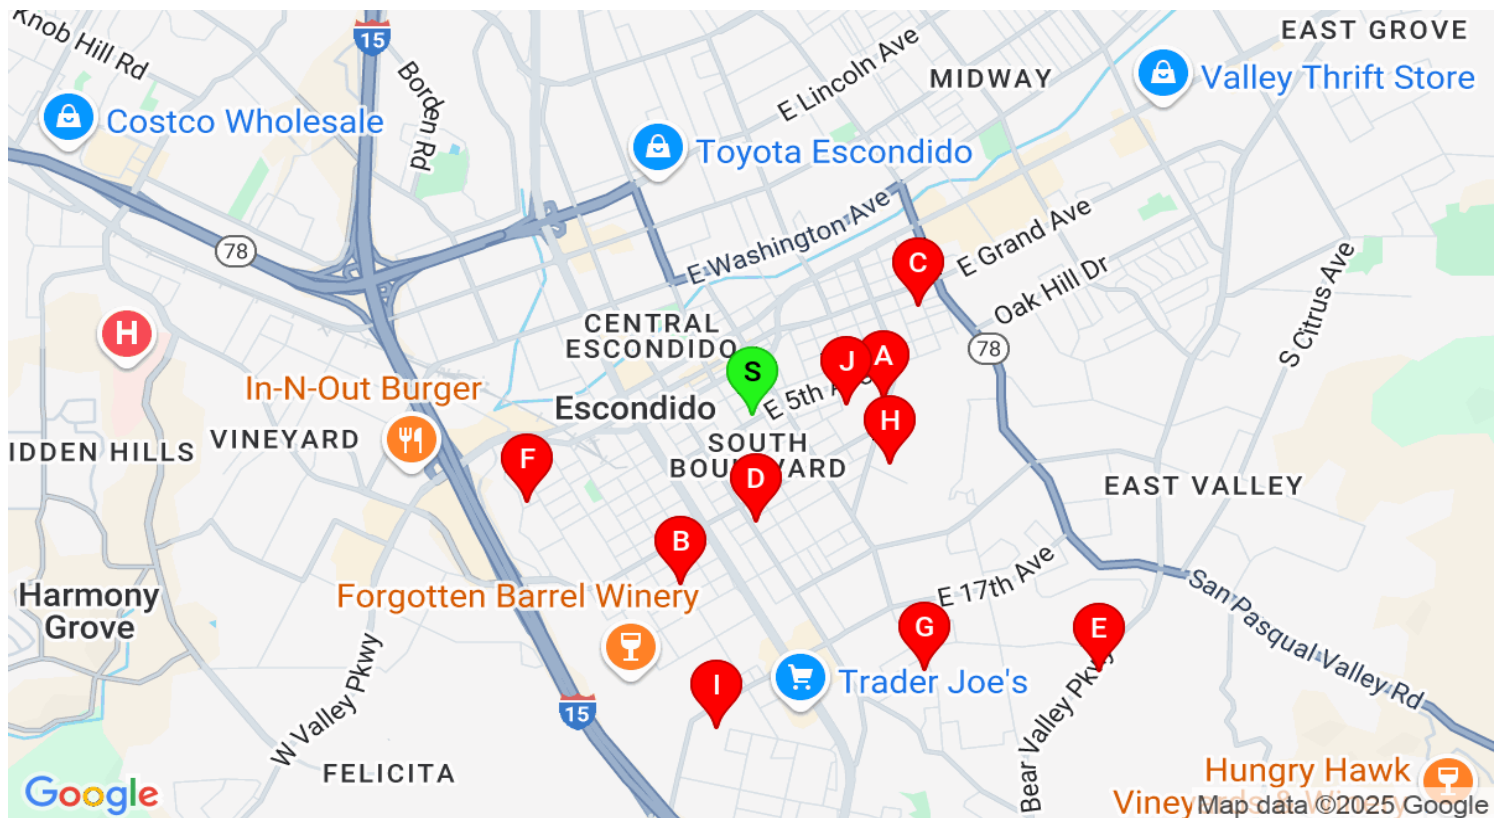 Knob Hill Rd
15
Borden Rd
E Lincoln Ave
MIDWAY
EAST GROVE
Valley Thrift Store
Costco Wholesale
Toyota Escondido
78
E Washington Ave
E Grand Ave
Oak Hill Dr
S Citrus Ave
H
C
CENTRAL
ESCONDIDO
78
In-N-Out Burger
S
J
A
Escondido
E 5th
H
IDDEN HILLS
VINEYARD
F
SOUTH
D
B
EAST VALLEY
Harmony
Grove
Forgotten Barrel Winery
E 17th Ave
G
E
San Pasqual Valley Rd
W Valley Pkwy
I
Trader Joe's
15
Bear Valley Pkwy
FELICITA
Google
Hungry Hawk
Vineyards & Winery
Map data ©2025 Google